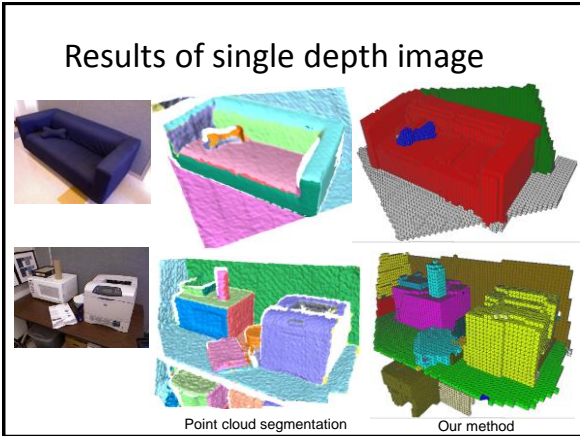 Results of single depth image
Point cloud segmentation
Our method